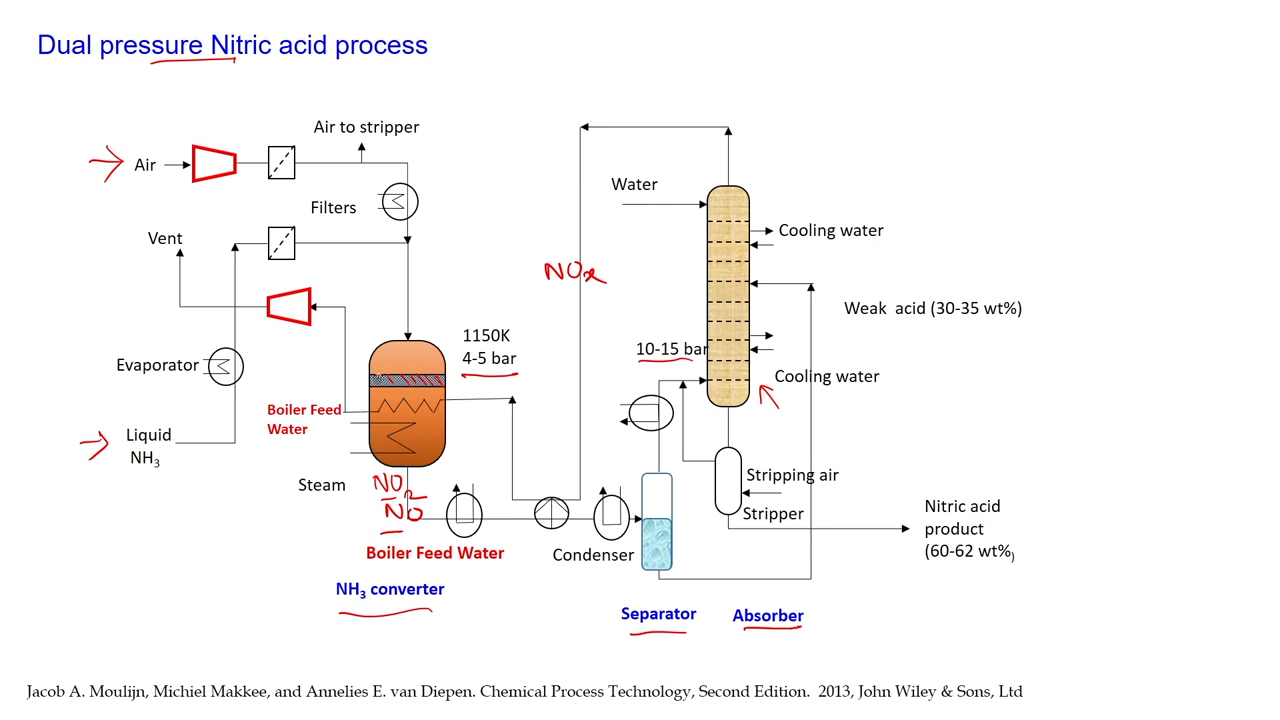 Dual pressure Nitric acid process
Air to stripper
Air
Filters
Vent
Evaporator
Liquid
NH3
Boiler Feed
Water
1150K
4-5 bar
Steam
NO2
NO
Boiler Feed Water
NH3 converter
NOx
Water
Cooling water
Weak acid (30-35 wt%)
10-15 bar
Cooling water
Stripping air
Stripper
Nitric acid
product
(60-62 wt%)
Condenser
Separator
Absorber
Jacob A. Moulijn, Michiel Makkee, and Annelies E. van Diepen. Chemical Process Technology, Second Edition. 2013, John Wiley & Sons, Ltd